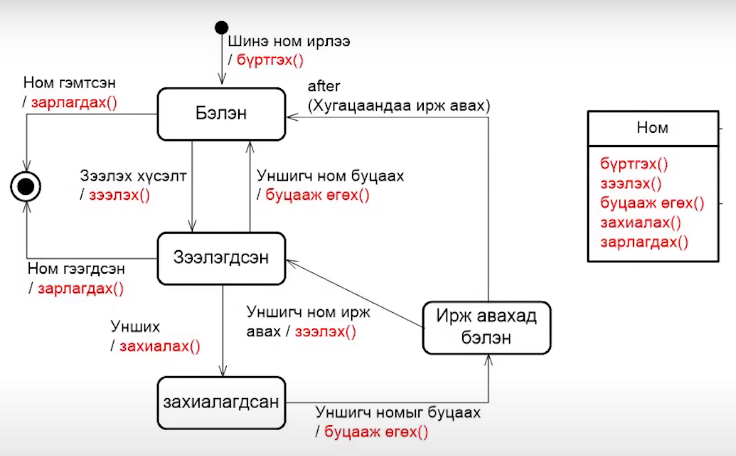 Шинэ ном ирлээ
/ бүртгэх()
Ном гэмтсэн
/ зарлагдах()
after
(Хугацаандаа ирж авах)
Бэлэн
Зээлэх хүсэлт
/ зээлэх()
Уншигч ном буцаах
/ буцааж өгөх()
Зээлэгдсэн
Ном гээгдсэн
/ зарлагдах()
Унших
/ захиалах()
Уншигч ном ирж
авах / зээлэх()
Ирж авахад
бэлэн
захиалагдсан
Уншигч номыг буцаах
/ буцааж өгөх()
Ном
бүртгэх()
зээлэх()
буцааж өгөх()
захиалах()
зарлагдах()